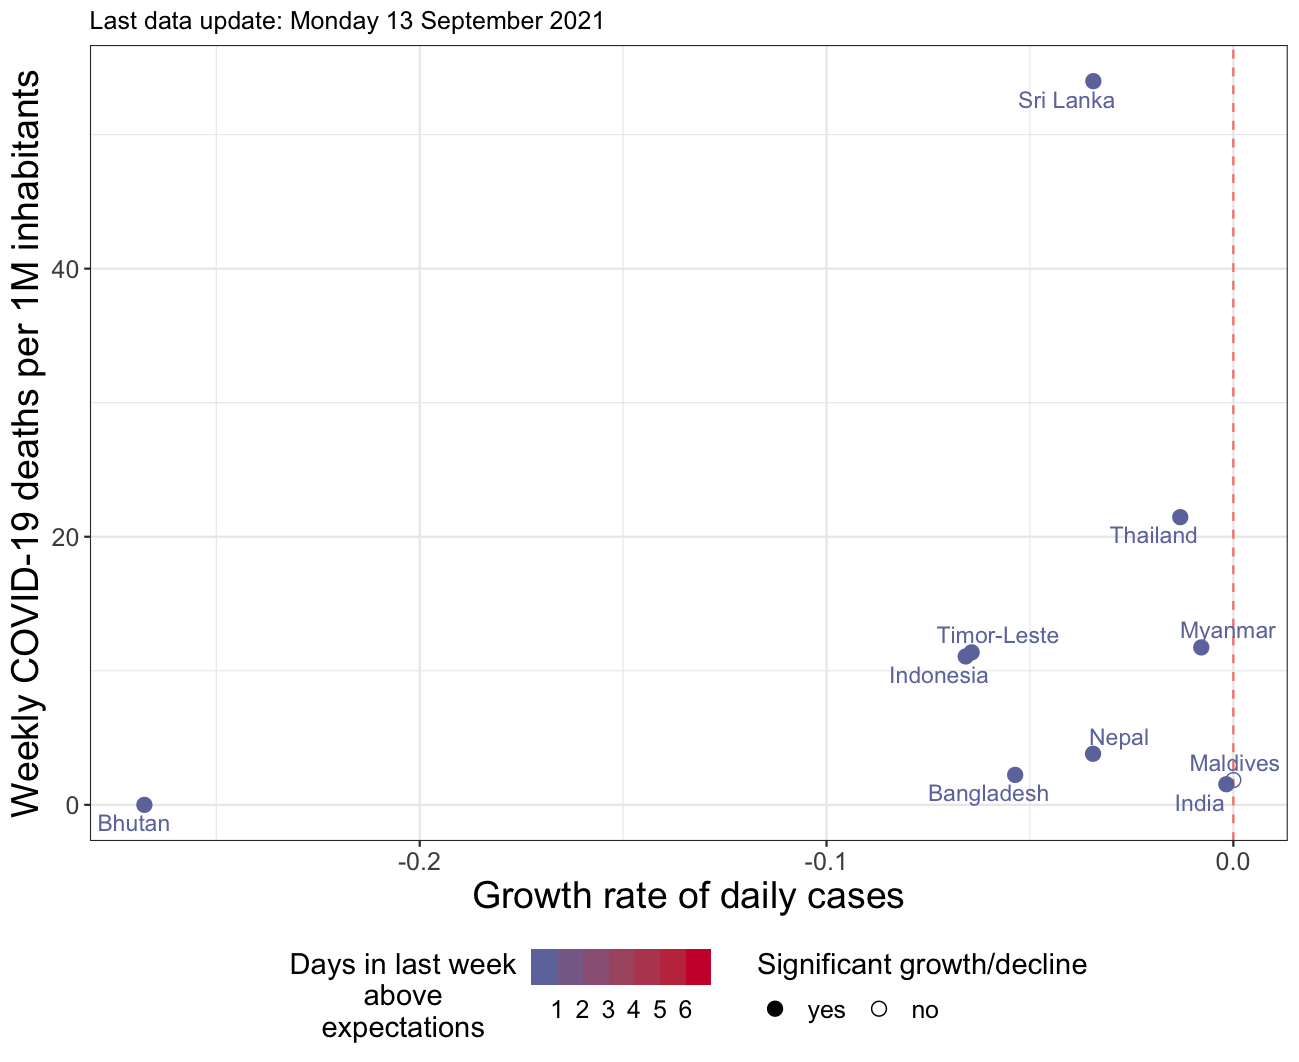 Last data update: Monday 13 September 2021
Weekly COVID-19 deaths per 1M inhabitants
Sri Lanka
40
20
Thailand
Timor-Leste
Myanmar
Indonesia
Nepal
Maldives
Bangladesh
India
0
Bhutan
-0.2
-0.1
0.0
Growth rate of daily cases
Days in last week
above
expectations
1 2 3 4 5 6
Significant growth/decline
yes no